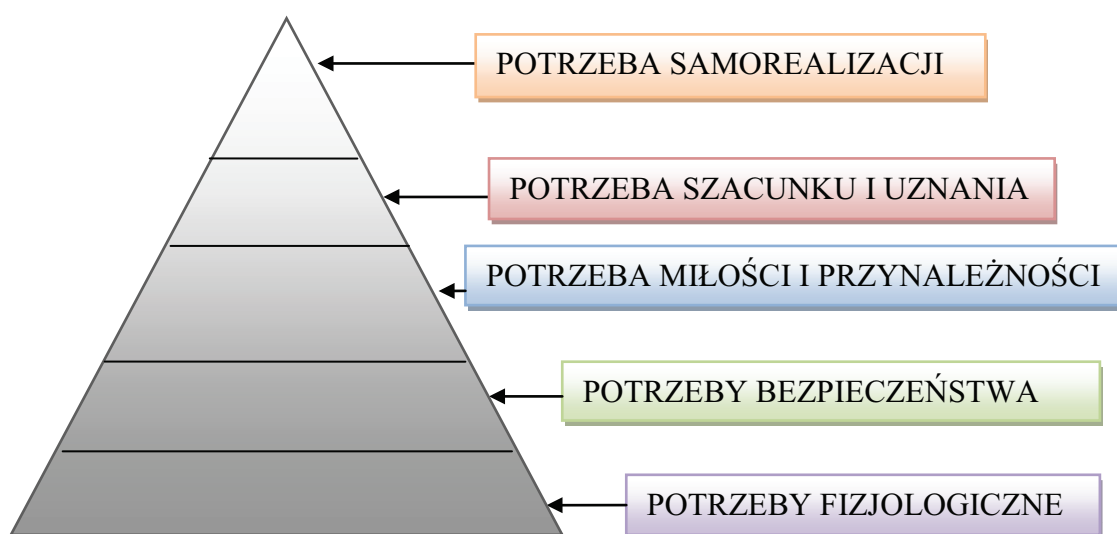 POTRZEBA SAMOREALIZACJI
POTRZEBA SZACUNKU I UZNANIA
POTRZEBA MIŁOŚCI I PRZYNALEŻNOŚCI
POTRZEBY BEZPIECZEŃSTWA
POTRZEBY FIZJOLOGICZNE